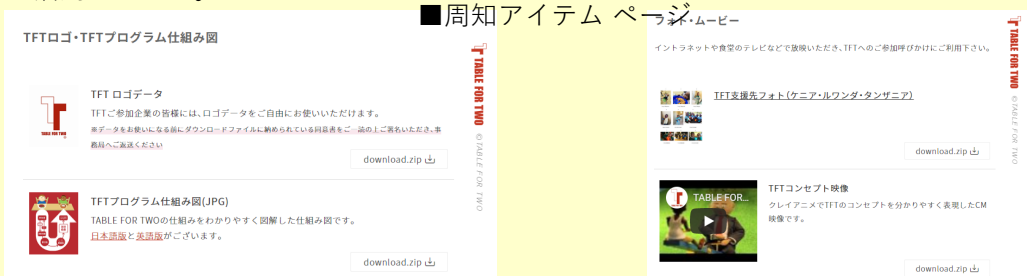 ■周知アイテム ページ
TFTロゴ・TFTプログラム仕組み図
TFT ロゴデータ
TFTご参加企業の皆様には、ロゴデータをご自由にお使いいただけます。
※データをお使いになる前にダウンロードファイルに納められている同意書をご一読の上ご署名いただき、事
務局へご返送ください
download.zip
TABLE FOR TWO
TFTプログラム仕組み図(JPG)
TABLE FOR TWOの仕組みをわかりやすく図解した仕組み図です。
日本語版と英語版がございます。
download.zip
TABLE FOR TWO ©TABLE FOR TWO
フォト・ムービー
イントラネットや食堂のテレビなどで放映いただき、TFTへのご参加呼びかけにご利用下さい。
TFT支援先フォト(ケニア・ルワンダ・タンザニア)
download.zip
TABLE FOR...
TFTコンセプト映像
クレイアニメでTFTのコンセプトを分かりやすく表現したCM
映像です。
download.zip
TABLE FOR TWO ©TABLE FOR TWO